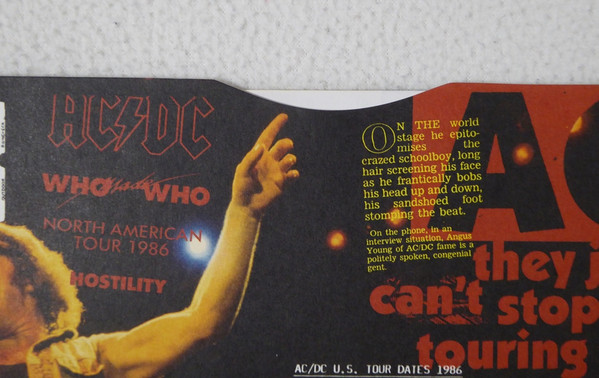 AC/DC
WHO made WHO
NORTH AMERICAN
TOUR 1986
HOSTILITY
ON THE world
stage he epito-
mises the
crazed schoolboy, long
hair screening his face
as he frantically bobs
his head up and down,
his sandshoed foot
stomping the beat.
On the phone, in an
interview situation, Angus
Young of AC/DC fame is a
politely spoken, congenial
gent.
A
they j
can't stop
touring
AC/DC U.S. TOUR DATES 1986